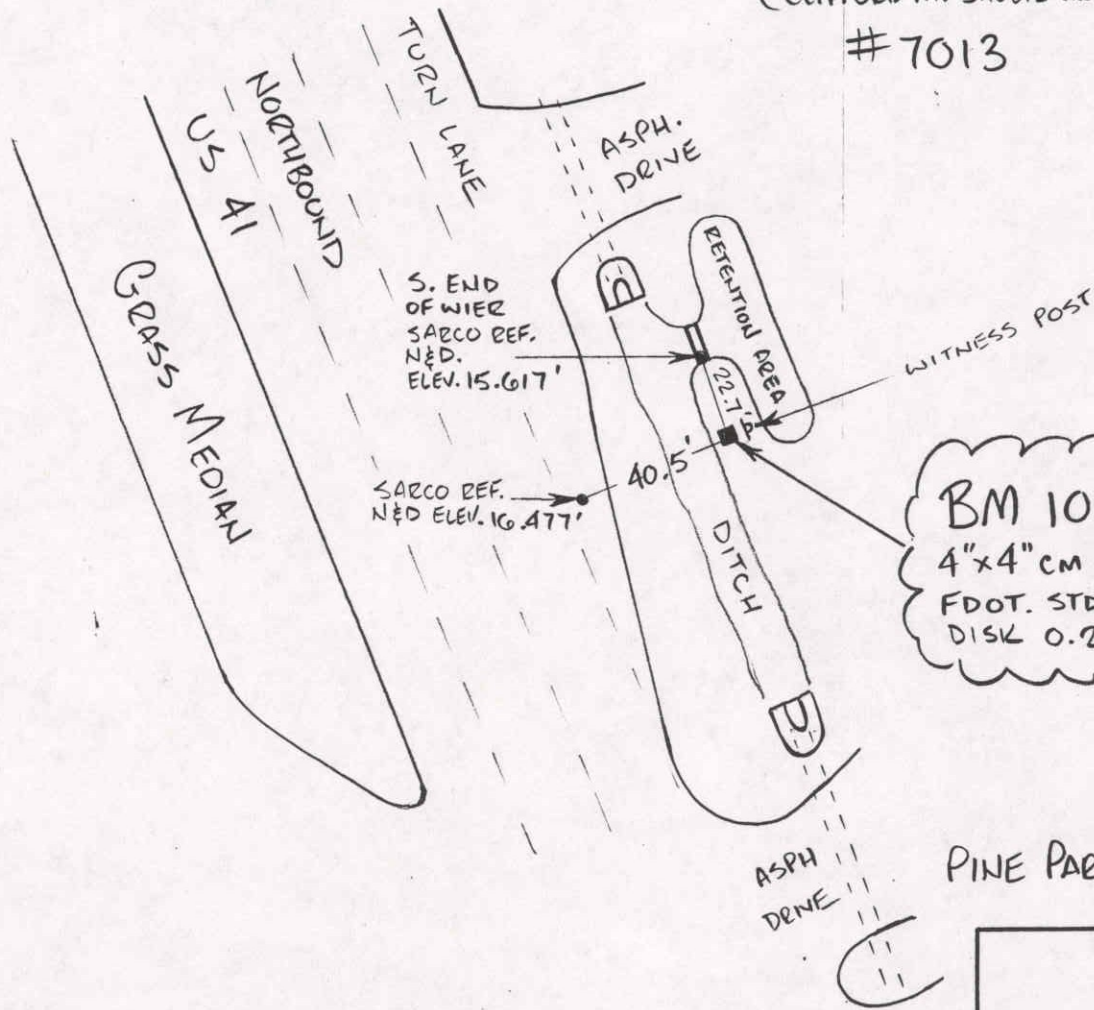 #7013
TURN LANE
NORTHBOUND
US 41
GRASS MEDIAN
ASPH.
DRIVE
RETENTION AREA
S. END
OF WIER
SARCO REF.
N&D.
ELEV. 15.617'
22.7'
WITNESS POST
40.5'
SARCO REF.
N&D ELEV. 16.477'
DITCH
BM 10
4"x4" CM
FDOT. STD
DISK 0.2
ASPH
DRIVE
PINE PAR